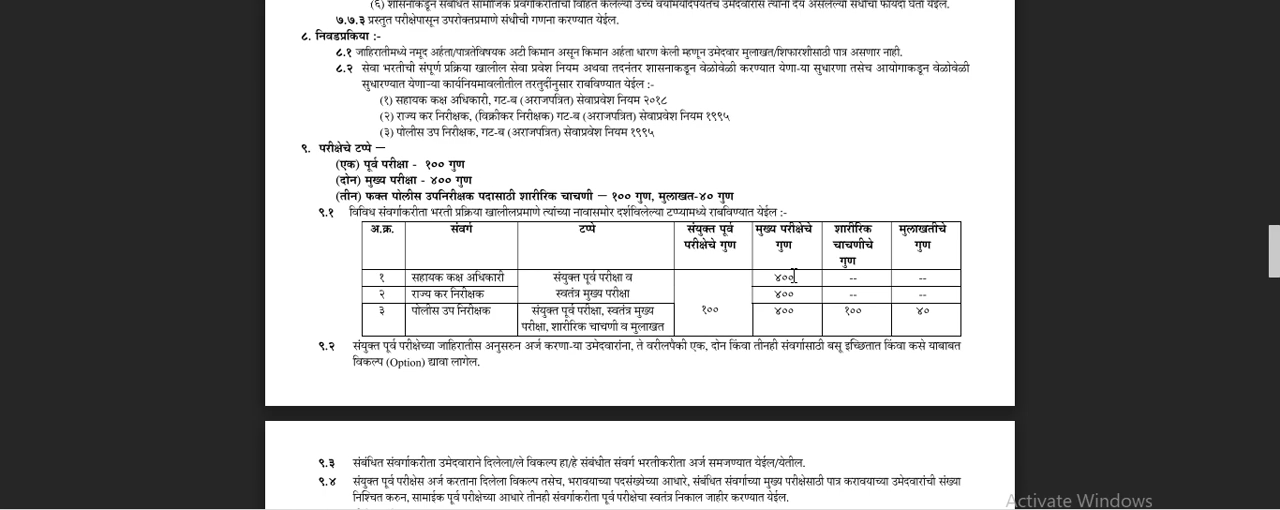 (६) शासनाकडून संबंधित सामाजिक प्रवर्गाकरीताची विहित केलेल्या उच्च वयोमर्यादेपर्यंतच उमेदवारास त्यांना देय असलेल्या संधीचा फायदा घेता येईल.
७.७.३ प्रस्तुत परीक्षेपासून उपरोक्तप्रमाणे संधीची गणना करण्यात येईल.
८. निवडप्रक्रिया :-
८.१ जाहिरातीमध्ये नमूद अर्हता/पात्रतेविषयक अटी किमान असून किमान अर्हता धारण केली म्हणून उमेदवार मुलाखत/शिफारशीसाठी पात्र असणार नाही.
८.२ सेवा भरतीची संपूर्ण प्रक्रिया खालील सेवा प्रवेश नियम अथवा तदनंतर शासनाकडून वेळोवेळी करण्यात येणा-या सुधारणा तसेच आयोगाकडून वेळोवेळी
सुधारण्यात येणाऱ्या कार्यनियमावलीतील तरतुदींनुसार राबविण्यात येईल :-
(१) सहायक कक्ष अधिकारी, गट-ब (अराजपत्रित) सेवाप्रवेश नियम २०१८
(२) राज्य कर निरीक्षक, (विक्रीकर निरीक्षक) गट-ब (अराजपत्रित) सेवाप्रवेश नियम १९९५
(३) पोलीस उप निरीक्षक, गट-ब (अराजपत्रित) सेवाप्रवेश नियम १९९५
९. परीक्षेचे टप्पे —
(एक) पूर्व परीक्षा - १०० गुण
(दोन) मुख्य परीक्षा - ४०० गुण
(तीन) फक्त पोलीस उपनिरीक्षक पदासाठी शारीरिक चाचणी — १०० गुण, मुलाखत-४० गुण
९.१ विविध संवर्गाकरीता भरती प्रक्रिया खालीलप्रमाणे त्यांच्या नावासमोर दर्शविलेल्या टप्प्यामध्ये राबविण्यात येईल :-
अ.क्र. संवर्ग टप्पे संयुक्त पूर्व मुख्य परीक्षेचे शारीरिक मुलाखतीचे
परीक्षेचे गुण गुण चाचणीचे गुण
गुण
१ सहायक कक्ष अधिकारी संयुक्त पूर्व परीक्षा व ४०० -- --
२ राज्य कर निरीक्षक स्वतंत्र मुख्य परीक्षा ४०० -- --
३ पोलीस उप निरीक्षक संयुक्त पूर्व परीक्षा, स्वतंत्र मुख्य १०० ४०० १०० ४०
परीक्षा, शारीरिक चाचणी व मुलाखत
९.२ संयुक्त पूर्व परीक्षेच्या जाहिरातीस अनुसरुन अर्ज करणा-या उमेदवारांना, ते वरीलपैकी एक, दोन किंवा तीनही संवर्गासाठी बसू इच्छितात किंवा कसे याबाबत
विकल्प (Option) द्यावा लागेल.
९.३ संबंधित संवर्गाकरीता उमेदवाराने दिलेला/ले विकल्प हा/हे संबंधीत संवर्ग भरतीकरीता अर्ज समजण्यात येईल/येतील.
९.४ संयुक्त पूर्व परीक्षेस अर्ज करताना दिलेला विकल्प तसेच, भरावयाच्या पदसंख्येच्या आधारे, संबंधित संवर्गाच्या मुख्य परीक्षेसाठी पात्र करावयाच्या उमेदवारांची संख्या
निश्चित करुन, सामाईक पूर्व परीक्षेच्या आधारे तीनही संवर्गाकरीता पूर्व परीक्षेचा स्वतंत्र निकाल जाहीर करण्यात येईल.
Activate Windows